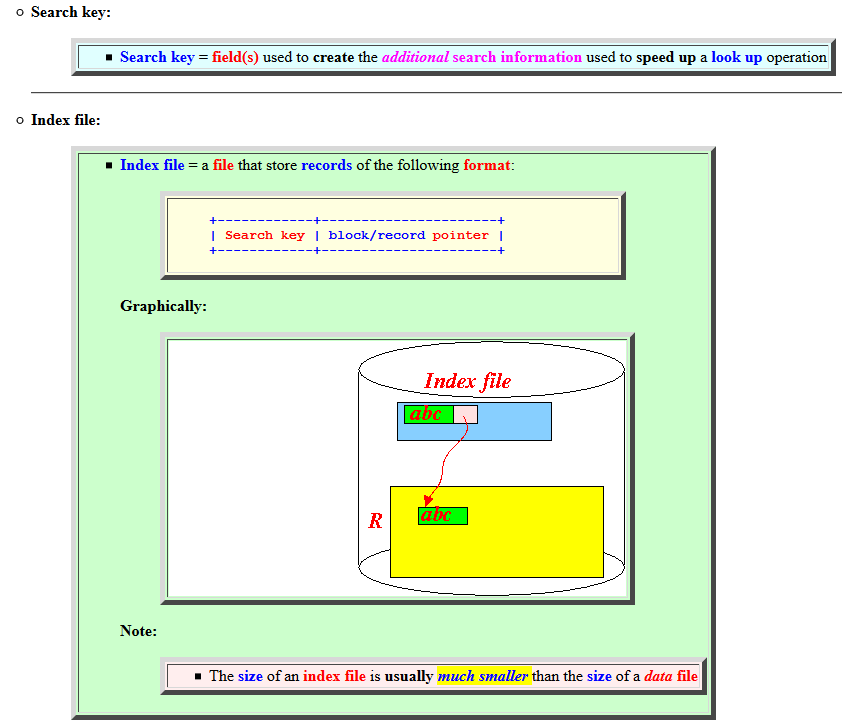 Search key:
Search key = field(s) used to create the additional search information used to speed up a look up operation
Index file:
Index file = a file that store records of the following format:
+------------+----------------------+
| Search key | block/record pointer |
+------------+----------------------+
Graphically:
Index file
abc
R
abc
Note:
The size of an index file is usually much smaller than the size of a data file